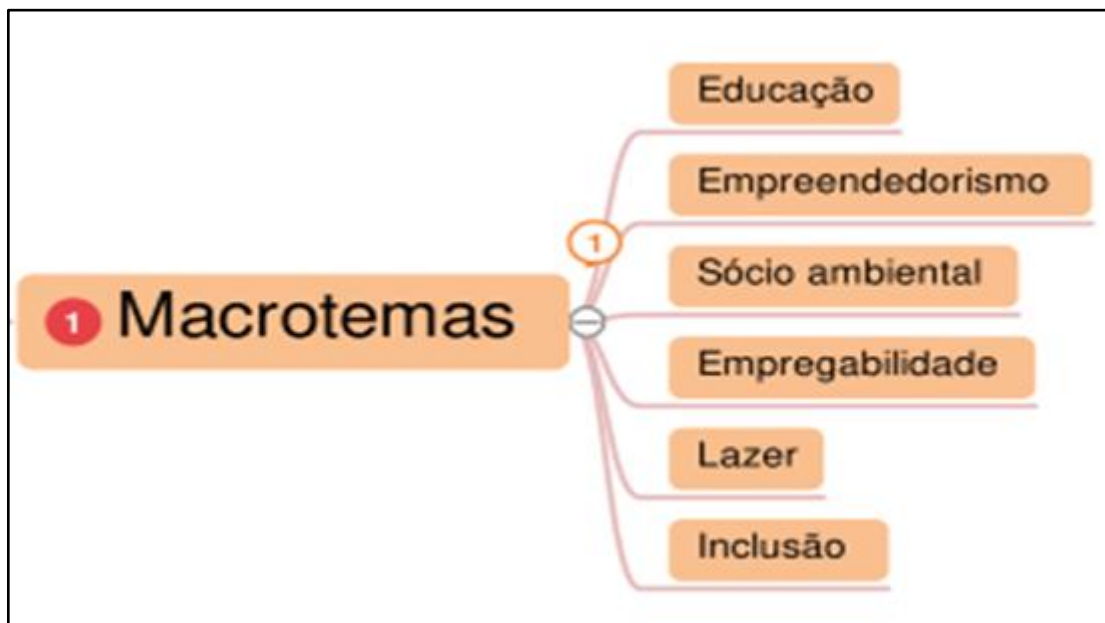 1 Macrotemas
1
Educação
Empreendedorismo
Sócio ambiental
Empregabilidade
Lazer
Inclusão